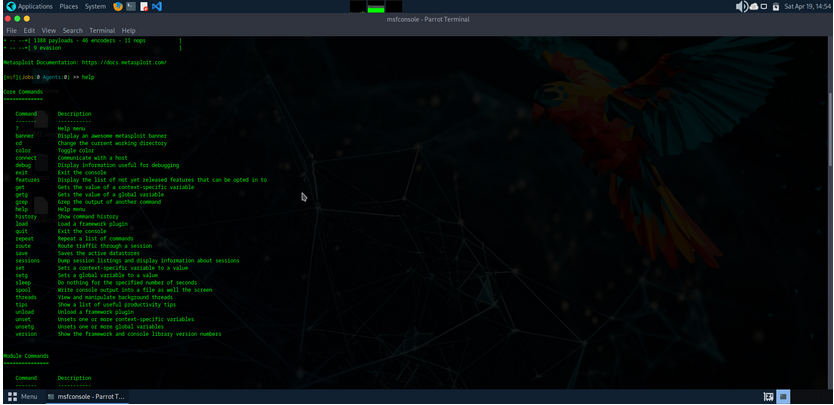 Applications Places System
Sat Apr 19, 14:54
msfconsole - Parrot Terminal
File Edit View Search Terminal Help
+ -- --=[ 1388 payloads - 46 encoders - 11 nops ]
+ -- --=[ 9 evasion ]
Metasploit Documentation: https://docs.metasploit.com/
[msf](Jobs:0 Agents:0) >> help
Core Commands
=============
Command Description
------- -----------
? Help menu
banner Display an awesome metasploit banner
cd Change the current working directory
color Toggle color
connect Communicate with a host
debug Display information useful for debugging
exit Exit the console
features Display the list of not yet released features that can be opted in to
get Gets the value of a context-specific variable
getg Gets the value of a global variable
grep Grep the output of another command
help Help menu
history Show command history
load Load a framework plugin
quit Exit the console
repeat Repeat a list of commands
route Route traffic through a session
save Saves the active datastores
sessions Dump session listings and display information about sessions
set Sets a context-specific variable to a value
setg Sets a global variable to a value
sleep Do nothing for the specified number of seconds
spool Write console output into a file as well the screen
threads View and manipulate background threads
tips Show a list of useful productivity tips
unload Unload a framework plugin
unset Unsets one or more context-specific variables
unsetg Unsets one or more global variables
version Show the framework and console library version numbers
Module Commands
===============
Command Description
------- -----------
Menu msfconsole - Parrot T...